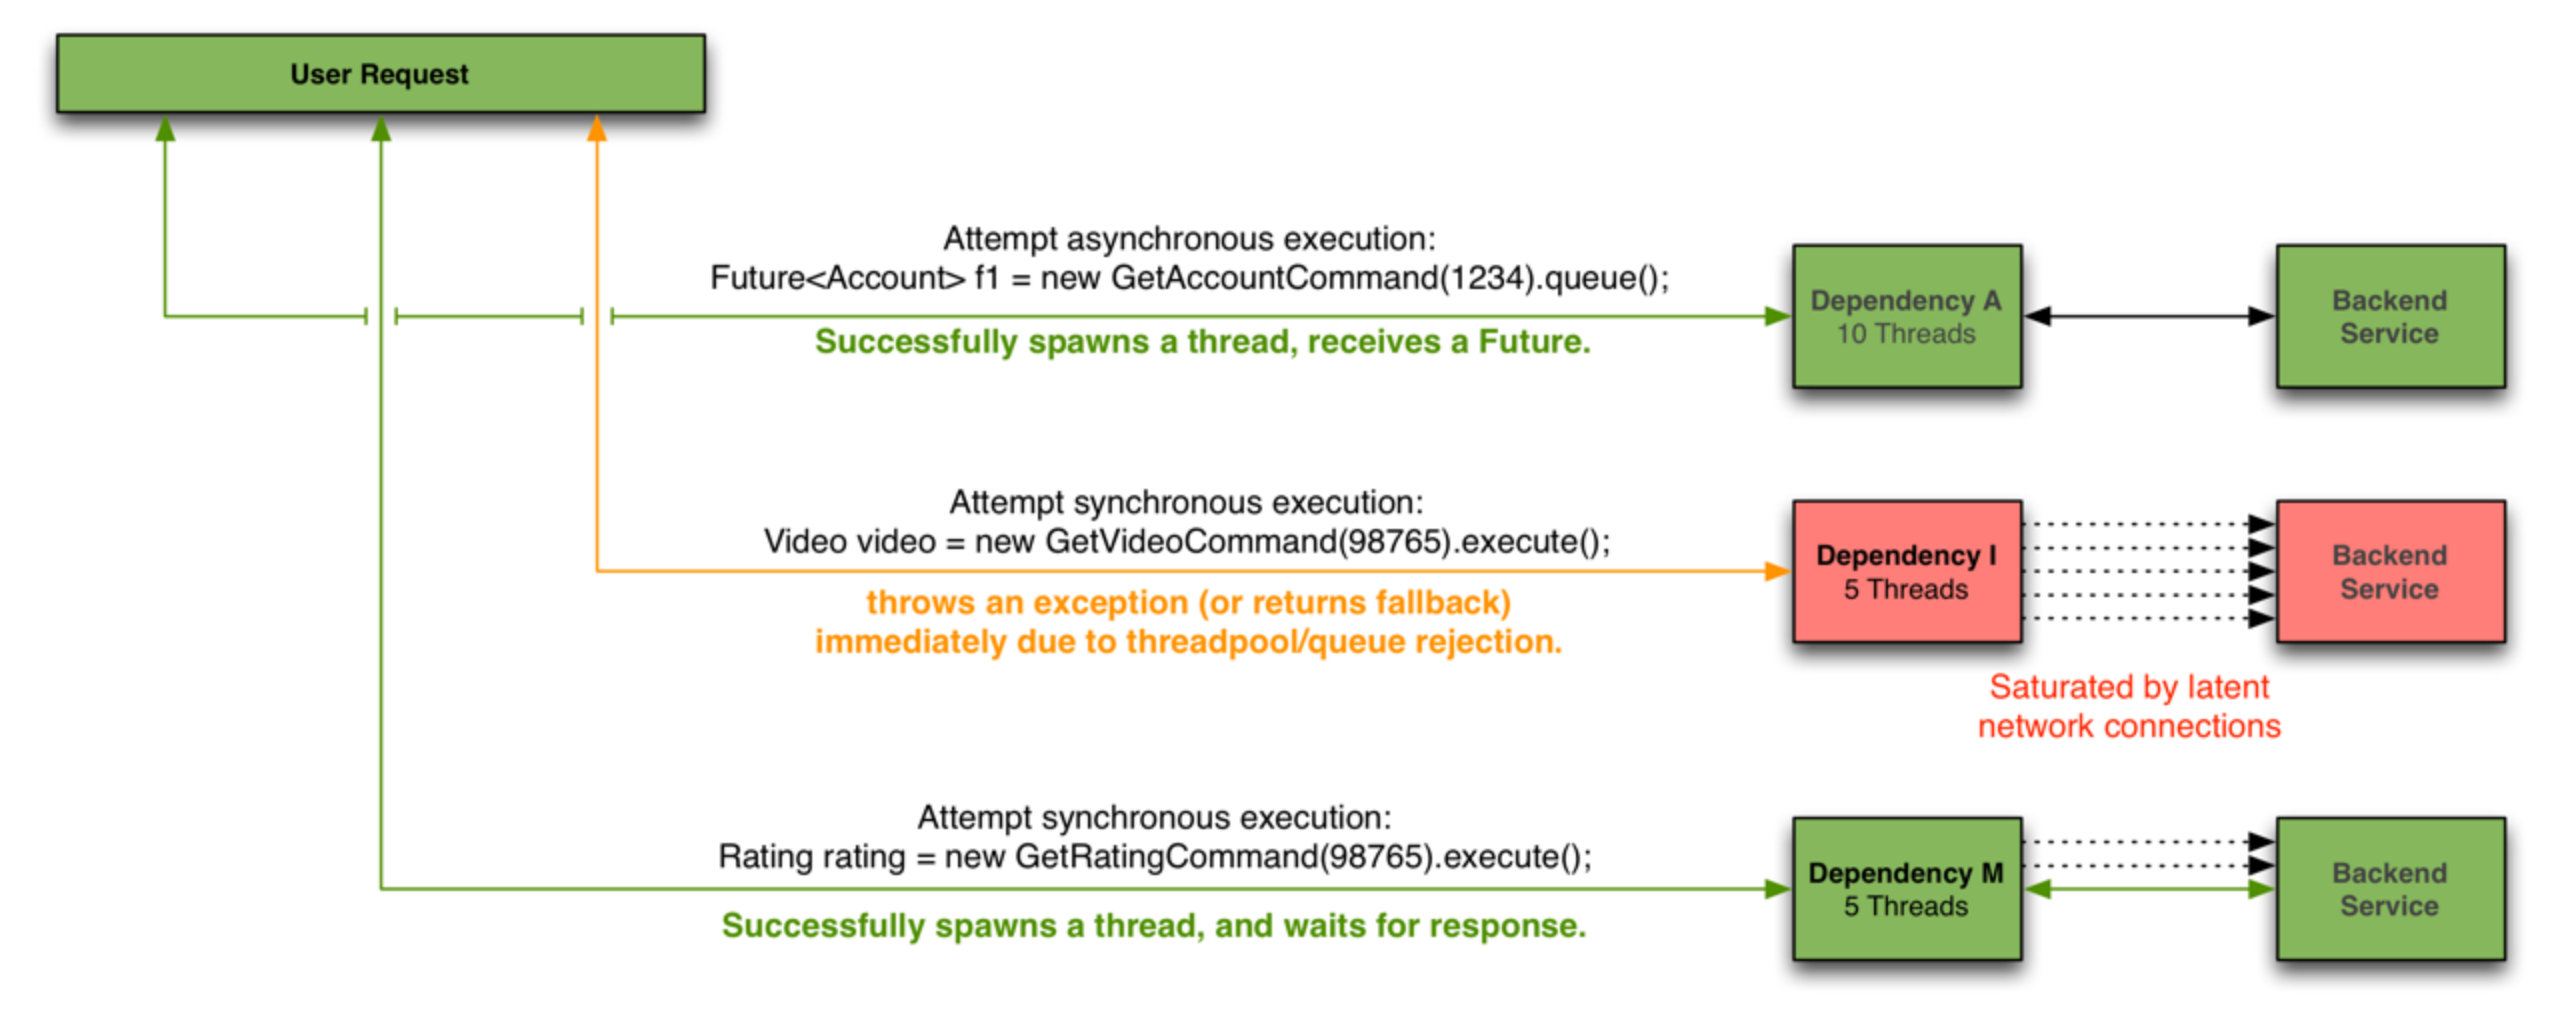 User Request
Attempt asynchronous execution:
Future<Account> f1 = new GetAccountCommand(1234).queue();
Successfully spawns a thread, receives a Future.
Dependency A
10 Threads
Backend
Service
Attempt synchronous execution:
Video video = new GetVideoCommand(98765).execute();
throws an exception (or returns fallback)
immediately due to threadpool/queue rejection.
Dependency I
5 Threads
Backend
Service
Saturated by latent
network connections
Attempt synchronous execution:
Rating rating = new GetRatingCommand(98765).execute();
Successfully spawns a thread, and waits for response.
Dependency M
5 Threads
Backend
Service